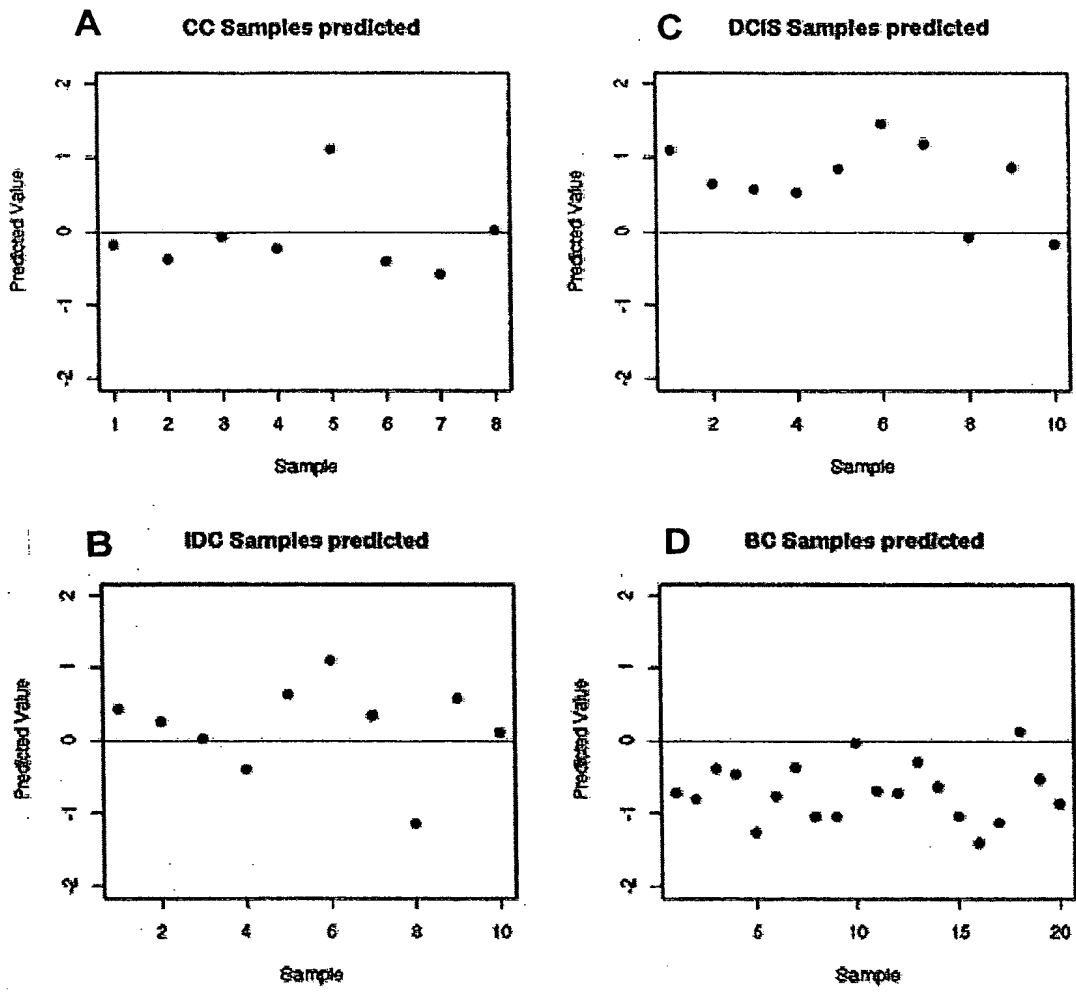 A CC Samples predicted
Predicted Value
2
1
0
-1
-2
1 2 3 4 5 6 7 8
Sample
C DCIS Samples predicted
Predicted Value
2
1
0
-1
-2
2 4 6 8 10
Sample
B IDC Samples predicted
Predicted Value
2
1
0
-1
-2
2 4 6 8 10
Sample
D BC Samples predicted
Predicted Value
2
1
0
-1
-2
5 10 15 20
Sample